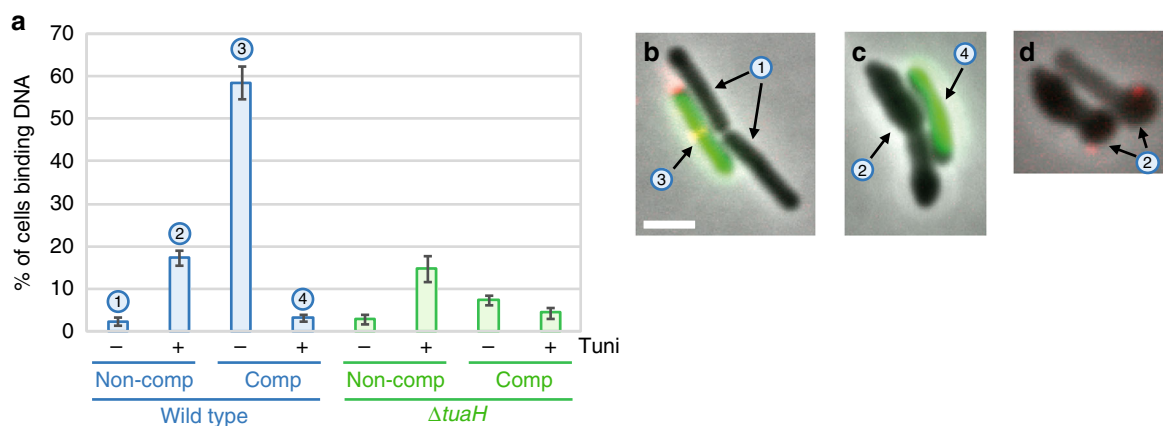 a
% of cells binding DNA
70
60
50
40
30
20
10
0
1
2
3
4
– + – + – + – + Tuni
Non-comp Comp Non-comp Comp
Wild type ΔtuaH
b
1
3
c
4
2
d
2